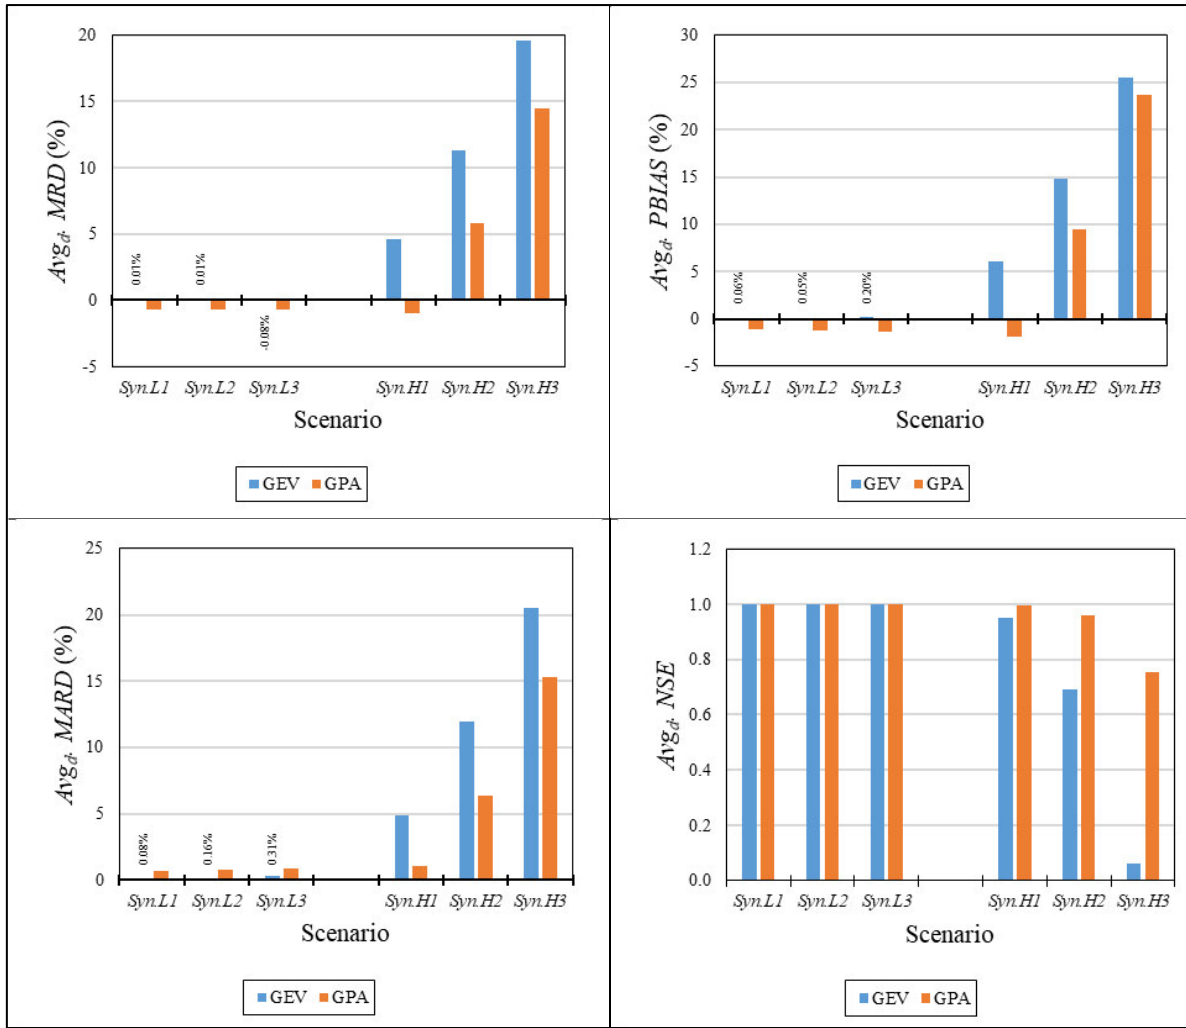 Avg_d. MRD (%)
20
15
10
5
0
-5
0.01%
0.01%
-0.08%
Syn.L1 Syn.L2 Syn.L3 Syn.H1 Syn.H2 Syn.H3
Scenario
GEV GPA
Avg_d. PBIAS (%)
30
25
20
15
10
5
0
-5
0.06%
0.05%
0.20%
Syn.L1 Syn.L2 Syn.L3 Syn.H1 Syn.H2 Syn.H3
Scenario
GEV GPA
Avg_d. MARD (%)
25
20
15
10
5
0
0.08%
0.16%
0.31%
Syn.L1 Syn.L2 Syn.L3 Syn.H1 Syn.H2 Syn.H3
Scenario
GEV GPA
Avg_d. NSE
1.2
1.0
0.8
0.6
0.4
0.2
0.0
Syn.L1 Syn.L2 Syn.L3 Syn.H1 Syn.H2 Syn.H3
Scenario
GEV GPA